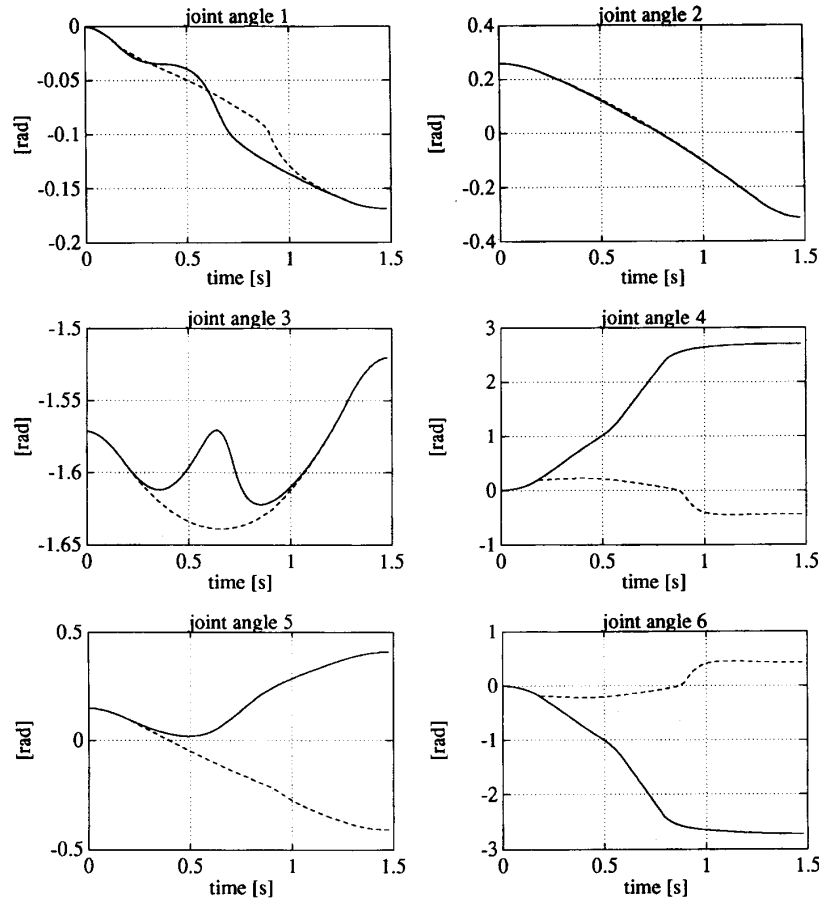 joint angle 1
0
-0.05
-0.1
-0.15
-0.2
[rad]
0
0.5
1
1.5
time [s]
joint angle 2
0.4
0.2
0
-0.2
-0.4
[rad]
0
0.5
1
1.5
time [s]
joint angle 3
-1.5
-1.55
-1.6
-1.65
[rad]
0
0.5
1
1.5
time [s]
joint angle 4
3
2
1
0
-1
[rad]
0
0.5
1
1.5
time [s]
joint angle 5
0.5
0
-0.5
[rad]
0
0.5
1
1.5
time [s]
joint angle 6
1
0
-1
-2
-3
[rad]
0
0.5
1
1.5
time [s]